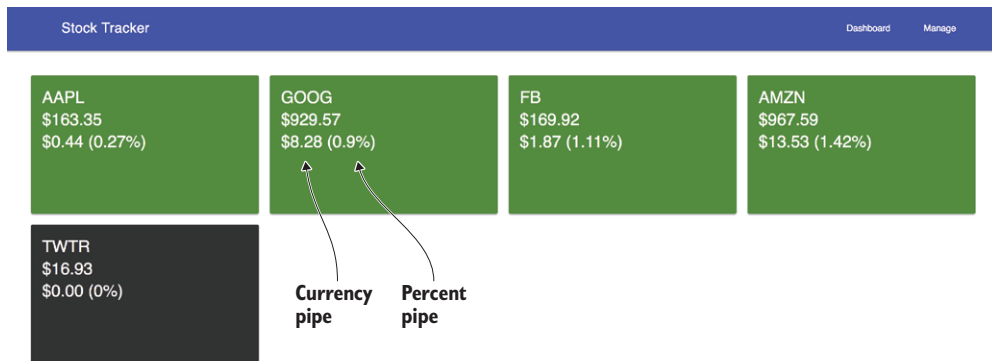 Stock Tracker
Dashboard
Manage
AAPL
$163.35
$0.44 (0.27%)
GOOG
$929.57
$8.28 (0.9%)
FB
$169.92
$1.87 (1.11%)
AMZN
$967.59
$13.53 (1.42%)
TWTR
$16.93
$0.00 (0%)
Currency
pipe
Percent
pipe